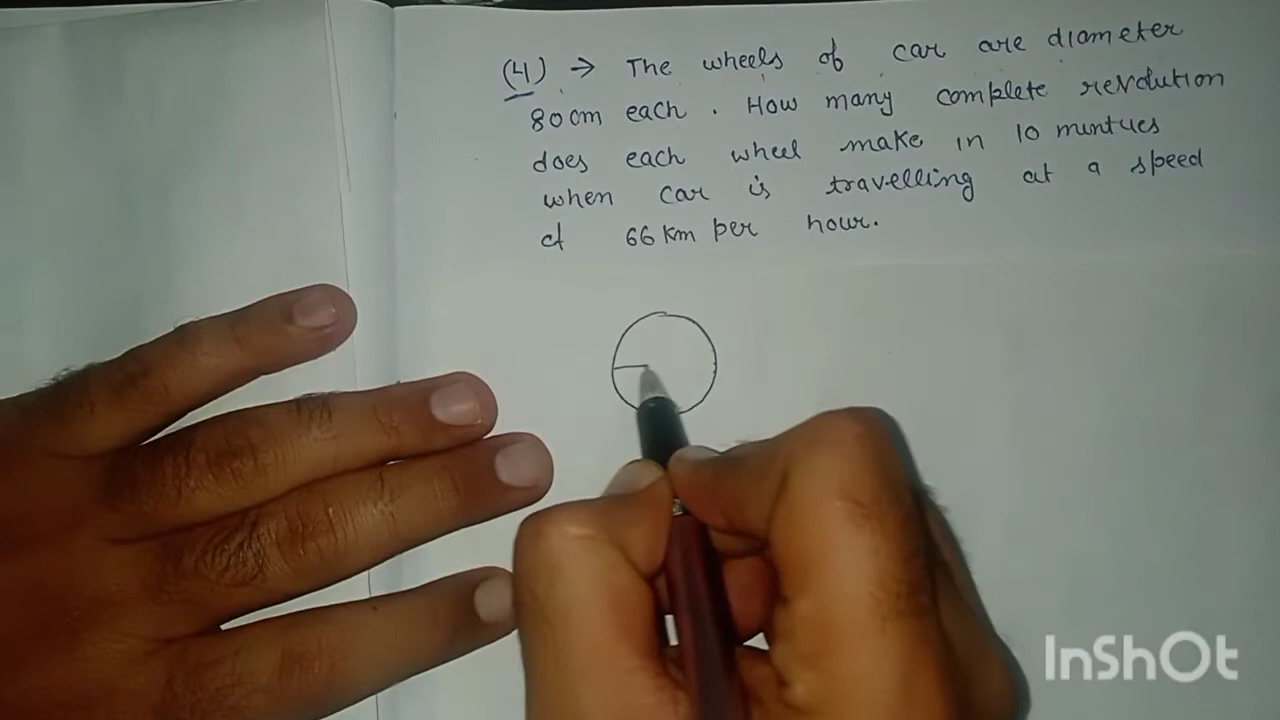 (4) → The wheels of car are diameter
80cm each. How many complete revolution
does each wheel make in 10 muntues
when car is travelling at a speed
of 66 km per hour.
InShOt